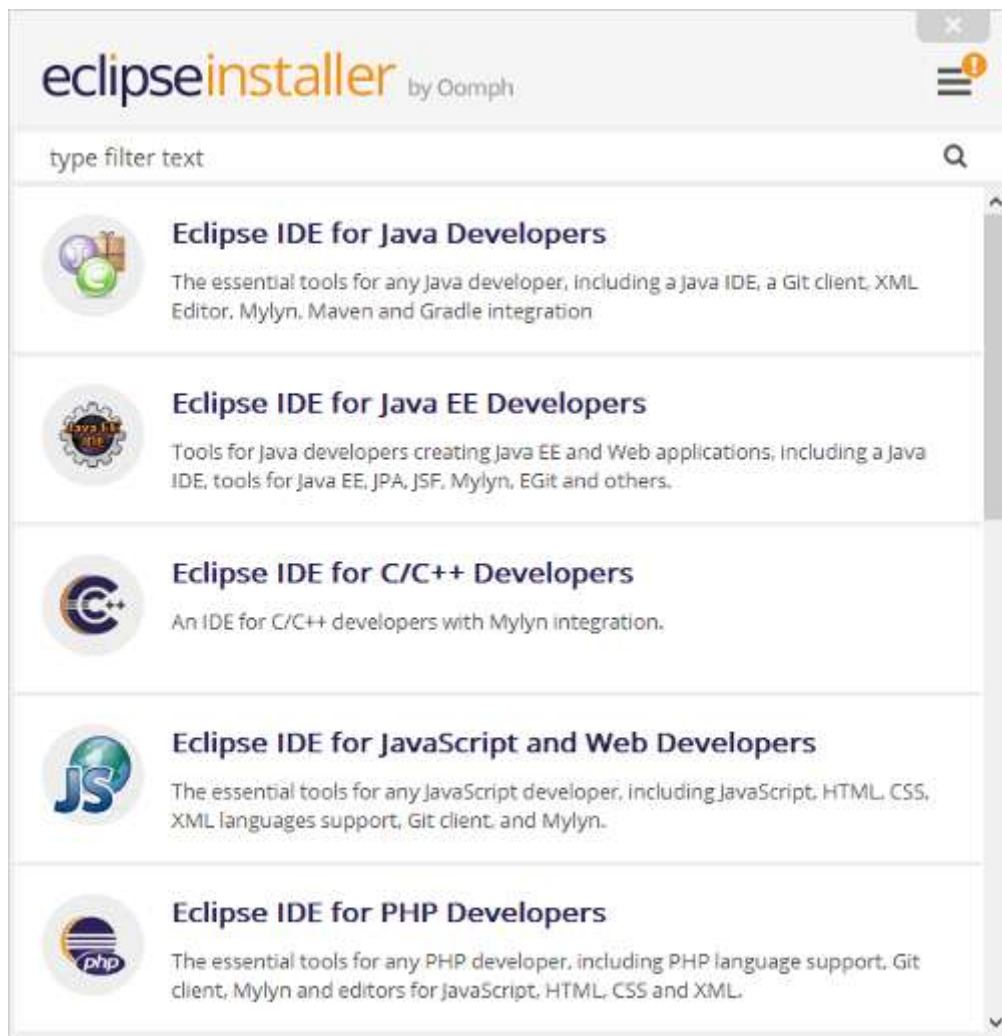 eclipseinstaller by Oomph
!
type filter text
Eclipse IDE for Java Developers
The essential tools for any Java developer, including a Java IDE, a Git client, XML
Editor, Mylyn, Maven and Gradle integration
Java EE
IDE
Eclipse IDE for Java EE Developers
Tools for Java developers creating Java EE and Web applications, including a Java
IDE, tools for Java EE, JPA, JSF, Mylyn, EGit and others.
C++
Eclipse IDE for C/C++ Developers
An IDE for C/C++ developers with Mylyn integration.
JS
Eclipse IDE for JavaScript and Web Developers
The essential tools for any JavaScript developer, including JavaScript, HTML, CSS,
XML languages support, Git client, and Mylyn.
php
Eclipse IDE for PHP Developers
The essential tools for any PHP developer, including PHP language support, Git
client, Mylyn and editors for JavaScript, HTML, CSS and XML.